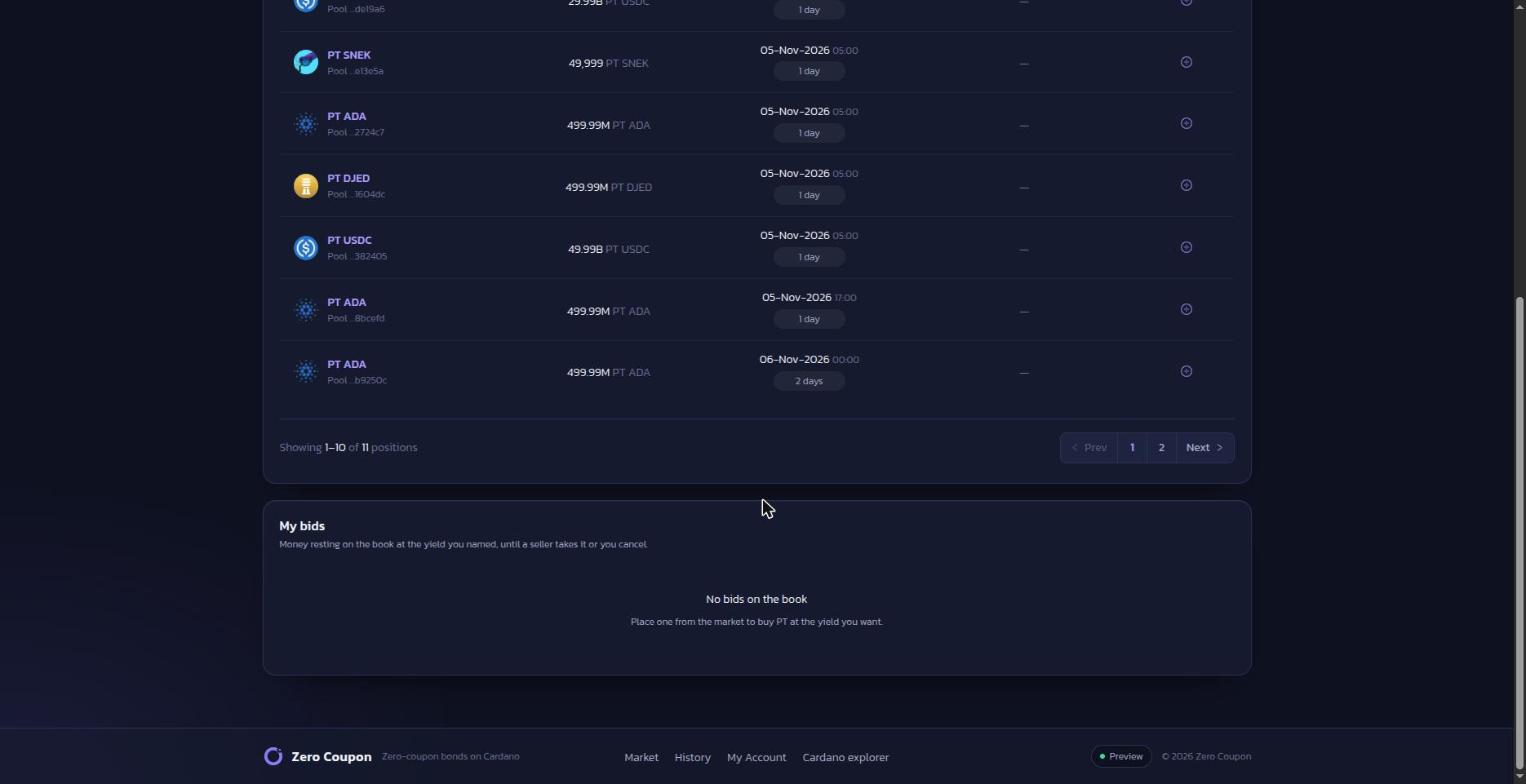 Pool ...de19a6 29.99B PT USDC 1 day —
PT SNEK
Pool ...e13e5a 49,999 PT SNEK 05-Nov-2026 05:00 1 day —
PT ADA
Pool ...2724c7 499.99M PT ADA 05-Nov-2026 05:00 1 day —
PT DJED
Pool ...1604dc 499.99M PT DJED 05-Nov-2026 05:00 1 day —
PT USDC
Pool ...382405 49.99B PT USDC 05-Nov-2026 05:00 1 day —
PT ADA
Pool ...8bcefd 499.99M PT ADA 05-Nov-2026 17:00 1 day —
PT ADA
Pool ...b9250c 499.99M PT ADA 06-Nov-2026 00:00 2 days —
Showing 1–10 of 11 positions < Prev 1 2 Next >
My bids
Money resting on the book at the yield you named, until a seller takes it or you cancel.
No bids on the book
Place one from the market to buy PT at the yield you want.
Zero Coupon Zero-coupon bonds on Cardano Market History My Account Cardano explorer Preview © 2026 Zero Coupon